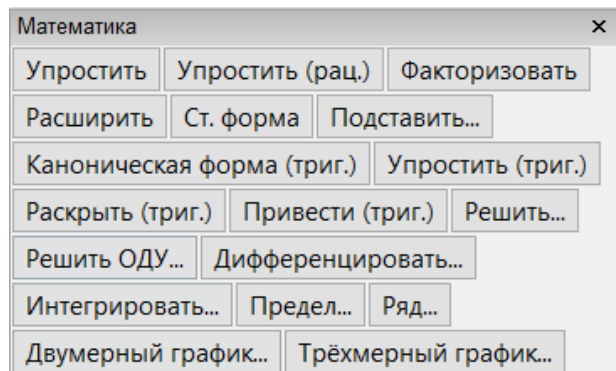 Математика
Упростить Упростить (рац.) Факторизовать
Расширить Ст. форма Подставить...
Каноническая форма (триг.) Упростить (триг.)
Раскрыть (триг.) Привести (триг.) Решить...
Решить ОДУ... Дифференцировать...
Интегрировать... Предел... Ряд...
Двумерный график... Трёхмерный график...